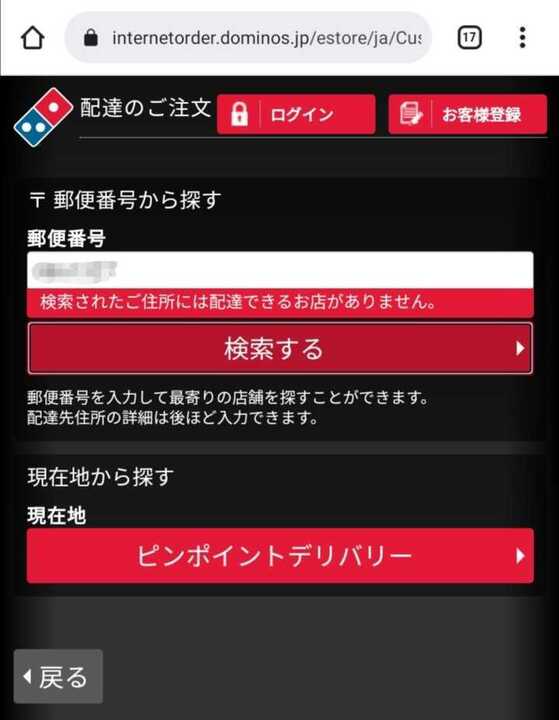 internetorder.dominos.jp/estore/ja/Cus
17
配達のご注文
ログイン
お客様登録
〒 郵便番号から探す
郵便番号
検索されたご住所には配達できるお店がありません。
検索する
郵便番号を入力して最寄りの店舗を探すことができます。
配達先住所の詳細は後ほど入力できます。
現在地から探す
現在地
ピンポイントデリバリー
戻る